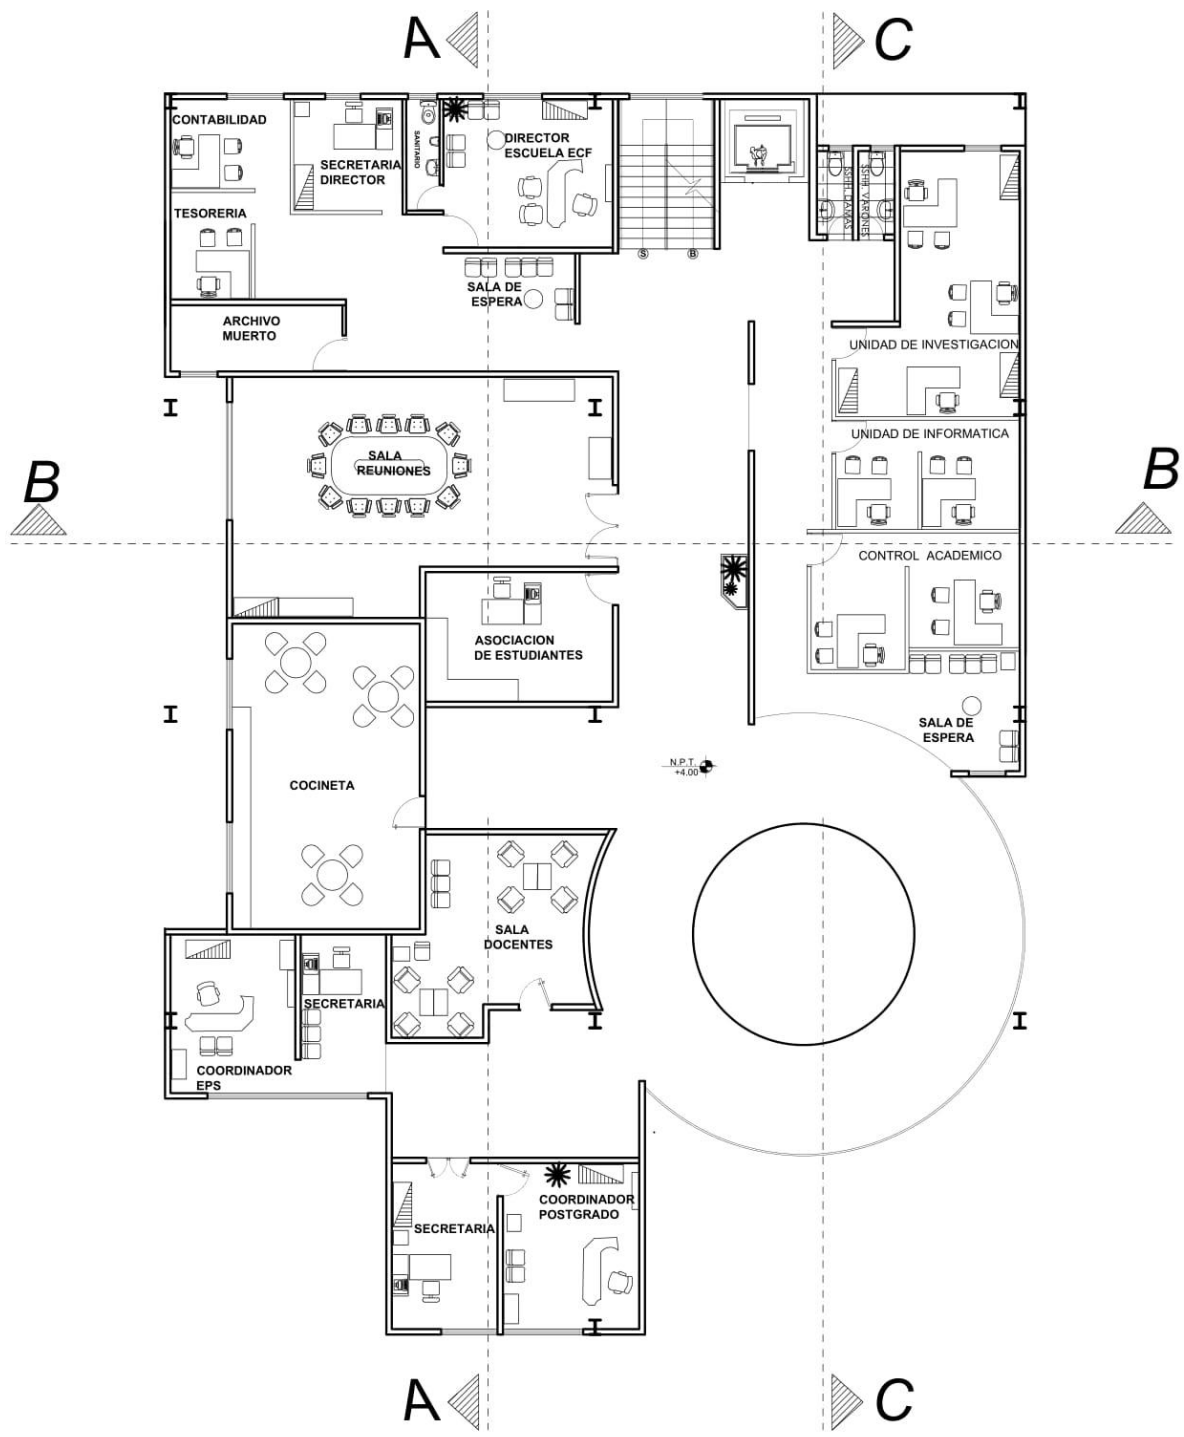 A
C
CONTABILIDAD
SECRETARIA
DIRECTOR
SANITARIO
DIRECTOR
ESCUELA ECF
SSHH. DAMAS
SSHH. VARONES
TESORERIA
S
B
SALA DE
ESPERA
ARCHIVO
MUERTO
UNIDAD DE INVESTIGACION
UNIDAD DE INFORMATICA
SALA
REUNIONES
B
B
CONTROL ACADEMICO
ASOCIACION
DE ESTUDIANTES
SALA DE
ESPERA
N.P.T.
+4.00
COCINETA
SALA
DOCENTES
SECRETARIA
COORDINADOR
EPS
COORDINADOR
POSTGRADO
SECRETARIA
A
C